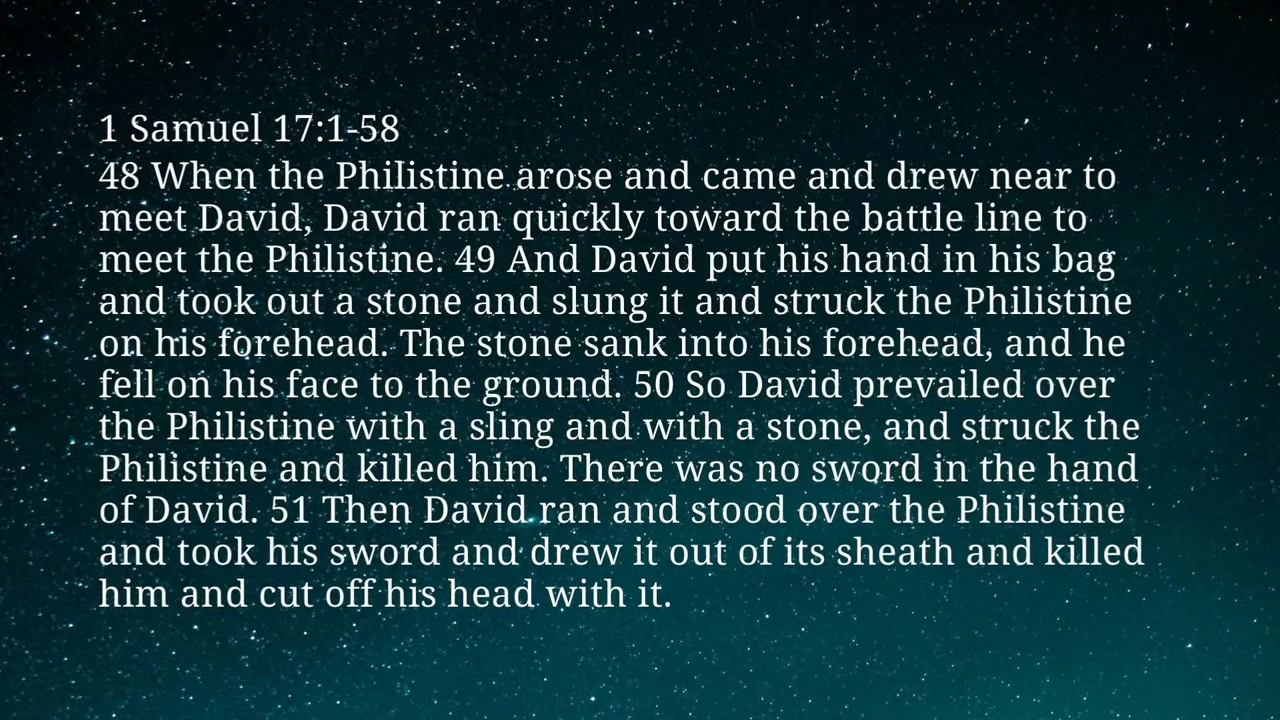 1 Samuel 17:1-58
48 When the Philistine arose and came and drew near to
meet David, David ran quickly toward the battle line to
meet the Philistine. 49 And David put his hand in his bag
and took out a stone and slung it and struck the Philistine
on his forehead. The stone sank into his forehead, and he
fell on his face to the ground. 50 So David prevailed over
the Philistine with a sling and with a stone, and struck the
Philistine and killed him. There was no sword in the hand
of David. 51 Then David ran and stood over the Philistine
and took his sword and drew it out of its sheath and killed
him and cut off his head with it.